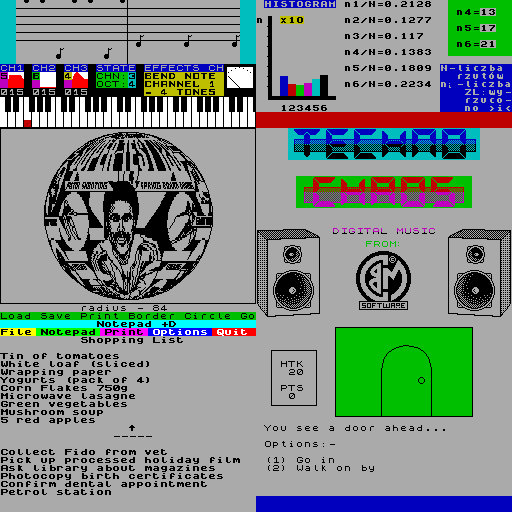 CH1 CH2 CH3 STATE EFFECTS CH
CHN:3 BEND NOTE
OCT:4 CHANNEL 1
015 015 015 - 4 TONES
HISTOGRAM
n x10
123456
n1/N=0.2128
n2/N=0.1277
n3/N=0.117
n4/N=0.1383
n5/N=0.1809
n6/N=0.2234
n4=13
n5=17
n6=21
N-liczba
rzutów
ni-liczba
ZL:wy-
rzuco-
no >i<
radius - 84
Load Save Print Border Circle Go
TECHNO
CHAOS
DIGITAL MUSIC
FROM:
BM
SOFTWARE
Notepad +D
File Notepad Print Options Quit
Shopping List
Tin of tomatoes
White loaf (sliced)
Wrapping paper
Yogurts (pack of 4)
Corn Flakes 750g
Microwave lasagne
Green vegetables
Mushroom soup
5 red apples
-----
Collect Fido from vet
Pick up processed holiday film
Ask library about magazines
Photocopy birth certificates
Confirm dental appointment
Petrol station
HTK
20
PTS
0
You see a door ahead...
Options:-
(1) Go in
(2) Walk on by